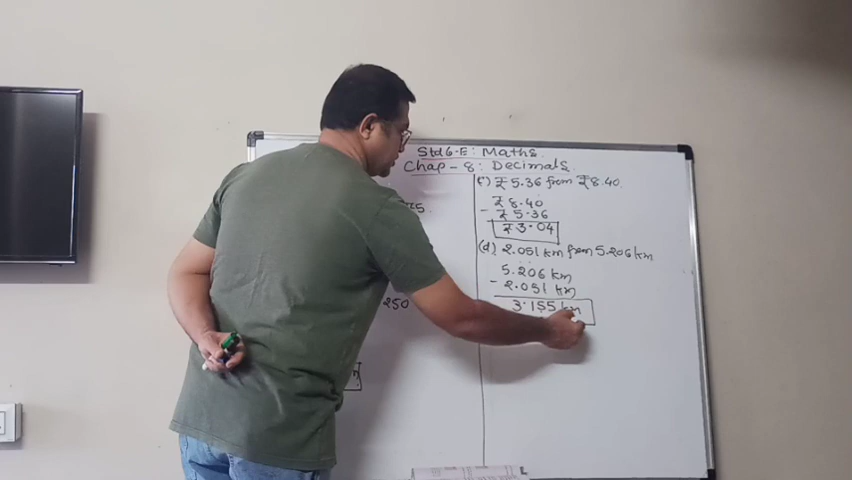 Std 6-E: Maths.
Chap - 8: Decimals.
5.
250
(c) ₹5.36 from ₹8.40.
₹8.40
- ₹5.36
₹3.04
(d) 2.051 km from 5.206 km
5.206 km
- 2.051 km
3.155 km